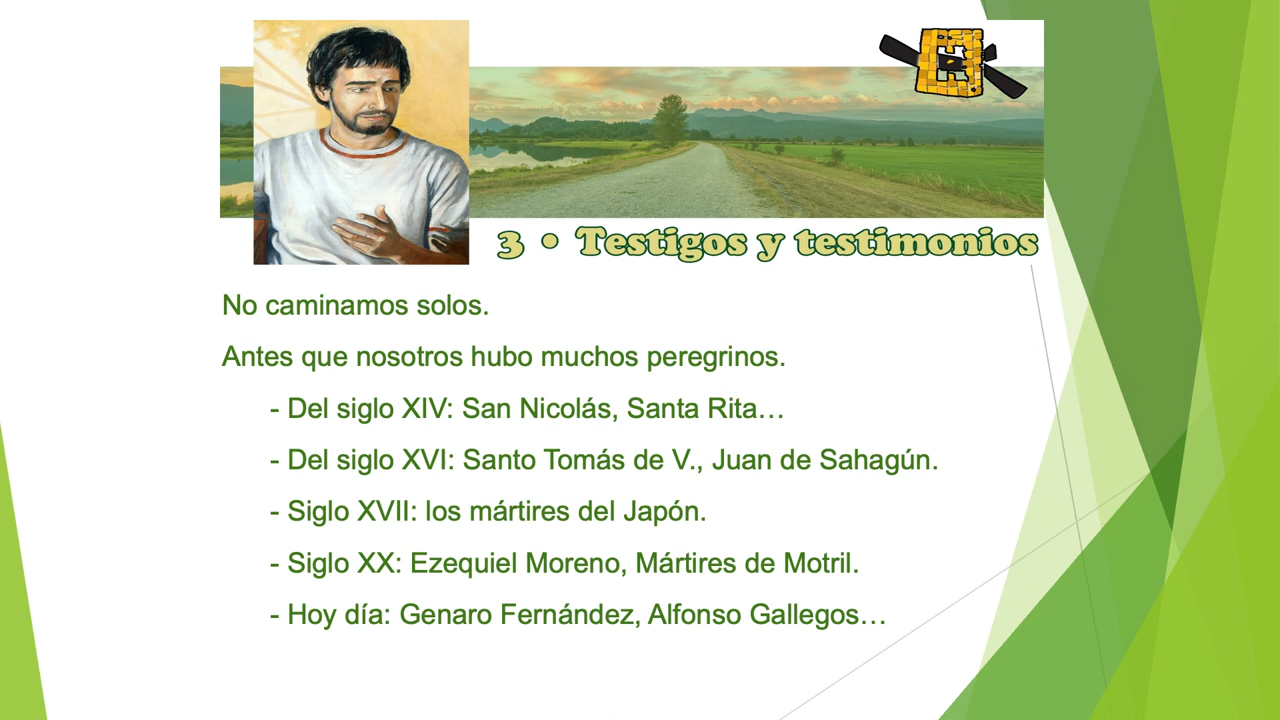 3 • Testigos y testimonios
No caminamos solos.
Antes que nosotros hubo muchos peregrinos.
- Del siglo XIV: San Nicolás, Santa Rita…
- Del siglo XVI: Santo Tomás de V., Juan de Sahagún.
- Siglo XVII: los mártires del Japón.
- Siglo XX: Ezequiel Moreno, Mártires de Motril.
- Hoy día: Genaro Fernández, Alfonso Gallegos…